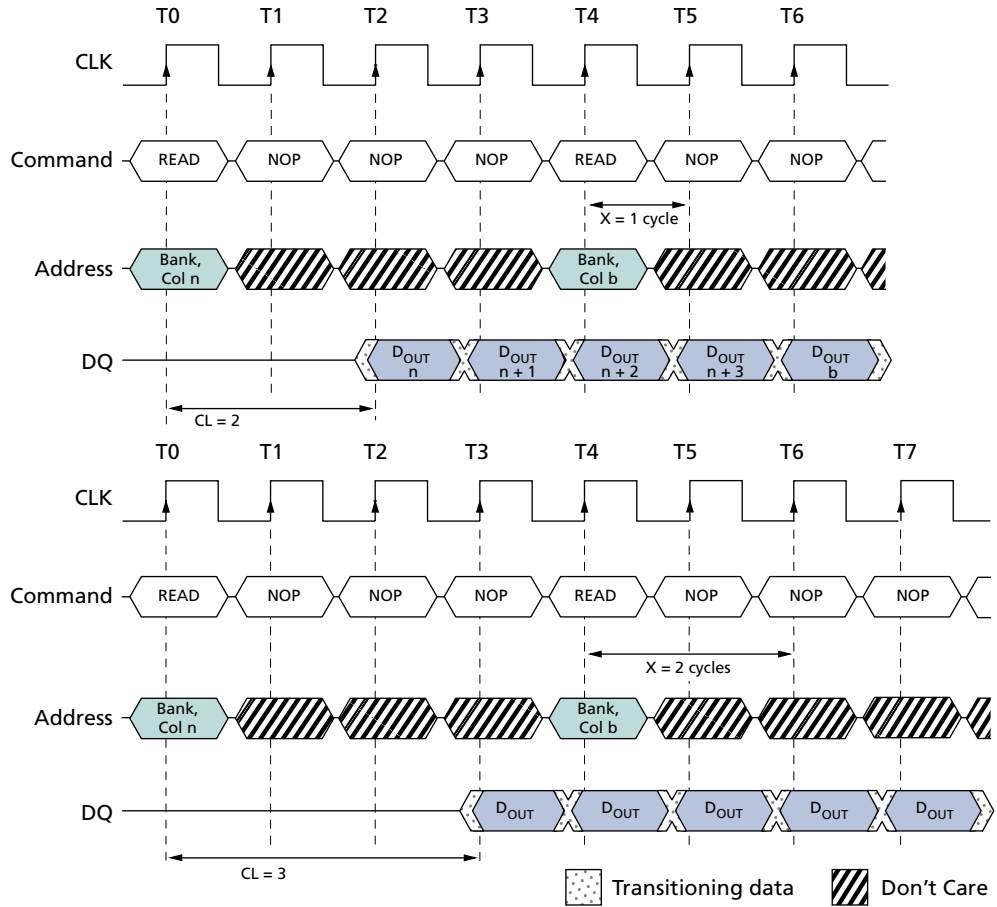 T0 T1 T2 T3 T4 T5 T6
CLK
Command READ NOP NOP NOP READ NOP NOP
X = 1 cycle
Address Bank, Col n Bank, Col b
DQ DOUT n DOUT n + 1 DOUT n + 2 DOUT n + 3 DOUT b
CL = 2
T0 T1 T2 T3 T4 T5 T6 T7
CLK
Command READ NOP NOP NOP READ NOP NOP NOP
X = 2 cycles
Address Bank, Col n Bank, Col b
DQ DOUT DOUT DOUT DOUT DOUT
CL = 3
Transitioning data Don't Care